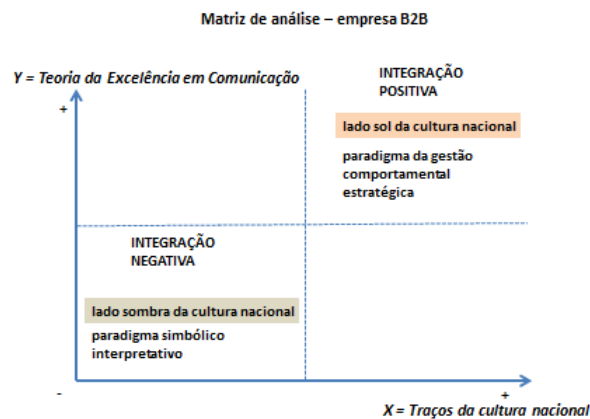 Matriz de análise – empresa B2B
Y = Teoria da Excelência em Comunicação
INTEGRAÇÃO
POSITIVA
+
lado sol da cultura nacional
paradigma da gestão
comportamental
estratégica
INTEGRAÇÃO
NEGATIVA
lado sombra da cultura nacional
paradigma simbólico
interpretativo
-
+
X = Traços da cultura nacional